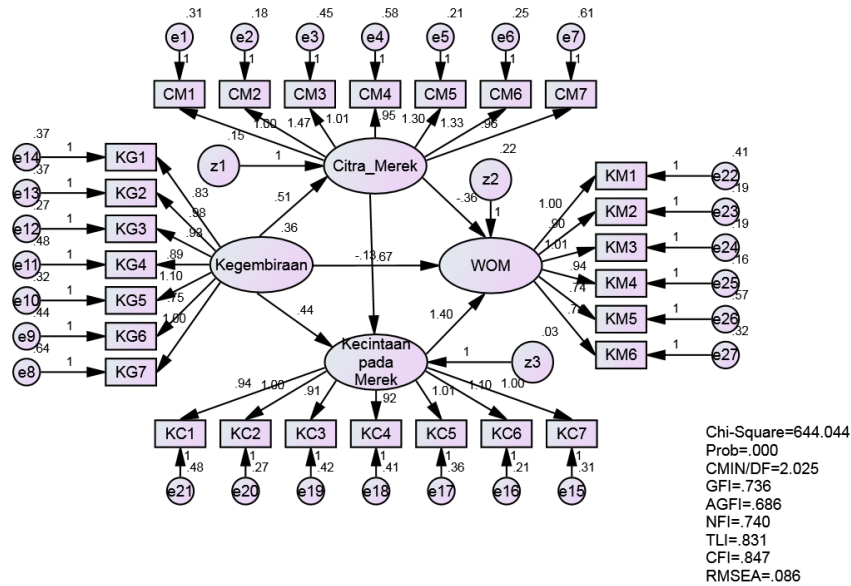 .31 .18 .45 .58 .21 .25 .61
e1 e2 e3 e4 e5 e6 e7
1 1 1 1 1 1 1
CM1 CM2 CM3 CM4 CM5 CM6 CM7
1.00 1.47 1.01 .95 1.30 1.33 .96
.15
z1 1 Citra_Merek
.22
z2
1
.37
e14 1 KG1
.37
e13 1 KG2
.27
e12 1 KG3
.48
e11 1 KG4
.32
e10 1 KG5
.44
e9 1 KG6
.64
e8 1 KG7
.83
.98
.93
.89
1.10
.75
1.00
.51
.36
Kegembiraan
-.13
.67
-.36
WOM
.44
1.40
1.00
.90
1.01
.94
.74
KM1 1 e22 .41
KM2 1 e23 .19
KM3 1 e24 .19
KM4 1 e25 .16
KM5 1 e26 .57
KM6 1 e27 .32
Kecintaan
pada
Merek
1
z3
.03
.94 1.00 .91 .92 1.01 1.10 1.00
KC1 KC2 KC3 KC4 KC5 KC6 KC7
1 1 1 1 1 1 1
.48 .27 .42 .41 .36 .21 .31
e21 e20 e19 e18 e17 e16 e15
Chi-Square=644.044
Prob=.000
CMIN/DF=2.025
GFI=.736
AGFI=.686
NFI=.740
TLI=.831
CFI=.847
RMSEA=.086